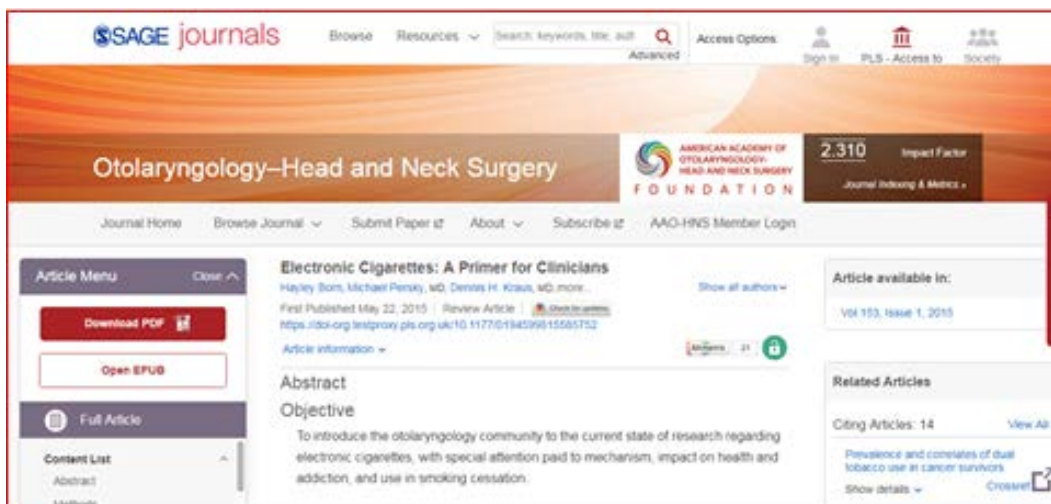 SAGE journals
Browse
Resources
Search: keywords, title, auth
Advanced
Access Options:
Sign In
PLS - Access to
Society
Otolaryngology–Head and Neck Surgery
AMERICAN ACADEMY OF
OTOLARYNGOLOGY-
HEAD AND NECK SURGERY
FOUNDATION
2.310
Impact Factor
Journal Indexing & Metrics »
Journal Home
Browse Journal
Submit Paper
About
Subscribe
AAO-HNS Member Login
Article Menu
Close
Download PDF
Open EPUB
Full Article
Content List
Abstract
Methods
Electronic Cigarettes: A Primer for Clinicians
Hayley Born, Michael Persky, MD, Dennis H. Kraus, MD, more...
Show all authors
First Published May 22, 2015 Review Article Check for updates
https://doi-org.testproxy.pls.org.uk/10.1177/0194599815585752
Article information
Altmetric 21
Abstract
Objective
To introduce the otolaryngology community to the current state of research regarding
electronic cigarettes, with special attention paid to mechanism, impact on health and
addiction, and use in smoking cessation.
Article available in:
Vol 153, Issue 1, 2015
Related Articles
Citing Articles: 14
View All
Prevalence and correlates of dual
tobacco use in cancer survivors
Show details
Crossref